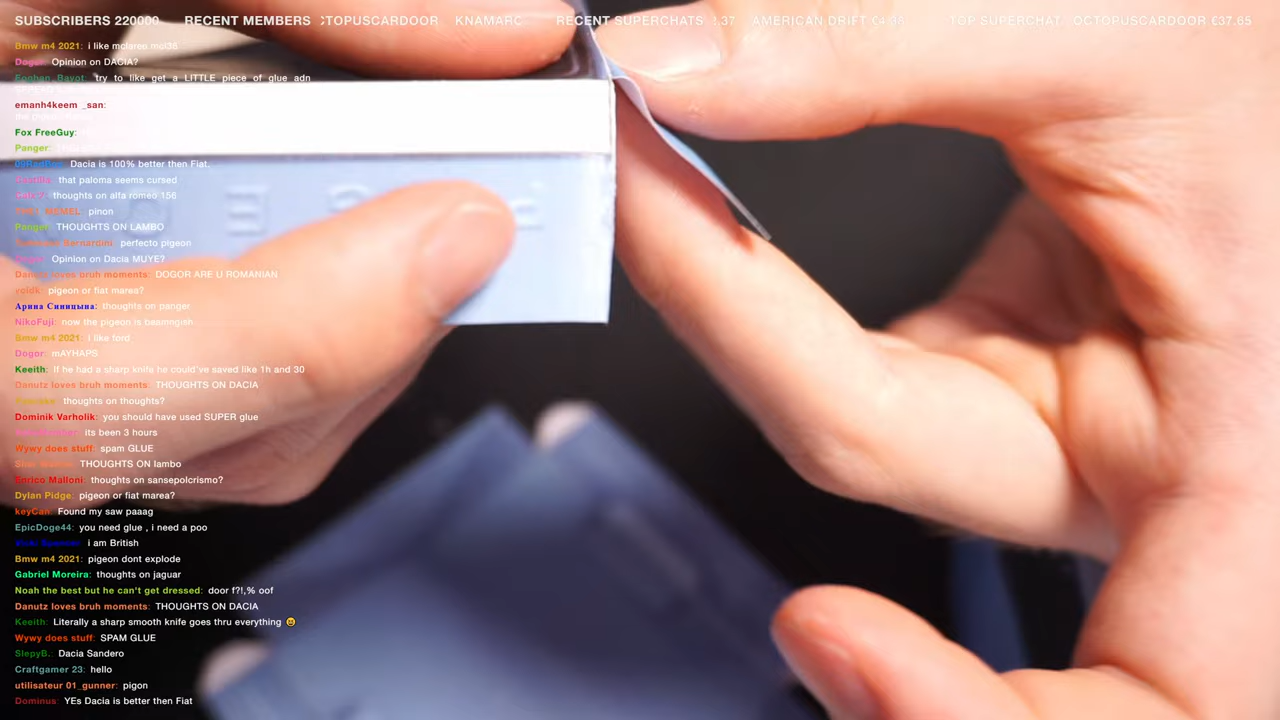 SUBSCRIBERS 220000 RECENT MEMBERS TOPUSCARDOOR KNAMARC RECENT SUPERCHATS .37 AMERICAN DRIFT TOP SUPERCHAT OCTOPUSCARDOOR €37.65
Bmw m4 2021: i like mclaren
Dogor: Opinion on DACIA?
try to like get a LITTLE piece of glue adn
emanh4keem _san:
Fox FreeGuy:
Panger:
Dacia is 100% better then Fiat.
that paloma seems cursed
thoughts on alfa romeo 156
pinon
Panger: THOUGHTS ON LAMBO
Bernardini: perfecto pigeon
Opinion on Dacia MUYE?
Danutz loves bruh moments: DOGOR ARE U ROMANIAN
voidk: pigeon or fiat marea?
Арина Синицына: thoughts on panger
NikoFuji: now the pigeon is beamngish
Bmw m4 2021: i like ford
Dogor: mAYHAPS
Keeith: If he had a sharp knife he could've saved like 1h and 30
Danutz loves bruh moments: THOUGHTS ON DACIA
thoughts on thoughts?
Dominik Varholik: you should have used SUPER glue
its been 3 hours
Wywy does stuff: spam GLUE
THOUGHTS ON lambo
Enrico Malloni: thoughts on sansepolcrismo?
Dylan Pidge: pigeon or fiat marea?
keyCan: Found my saw paaag
EpicDoge44: you need glue , i need a poo
i am British
Bmw m4 2021: pigeon dont explode
Gabriel Moreira: thoughts on jaguar
Noah the best but he can't get dressed: door f?!,% oof
Danutz loves bruh moments: THOUGHTS ON DACIA
Keeith: Literally a sharp smooth knife goes thru everything 😆
Wywy does stuff: SPAM GLUE
SlepyB.: Dacia Sandero
Craftgamer 23: hello
utilisateur 01_gunner: pigon
Dominus: YEs Dacia is better then Fiat